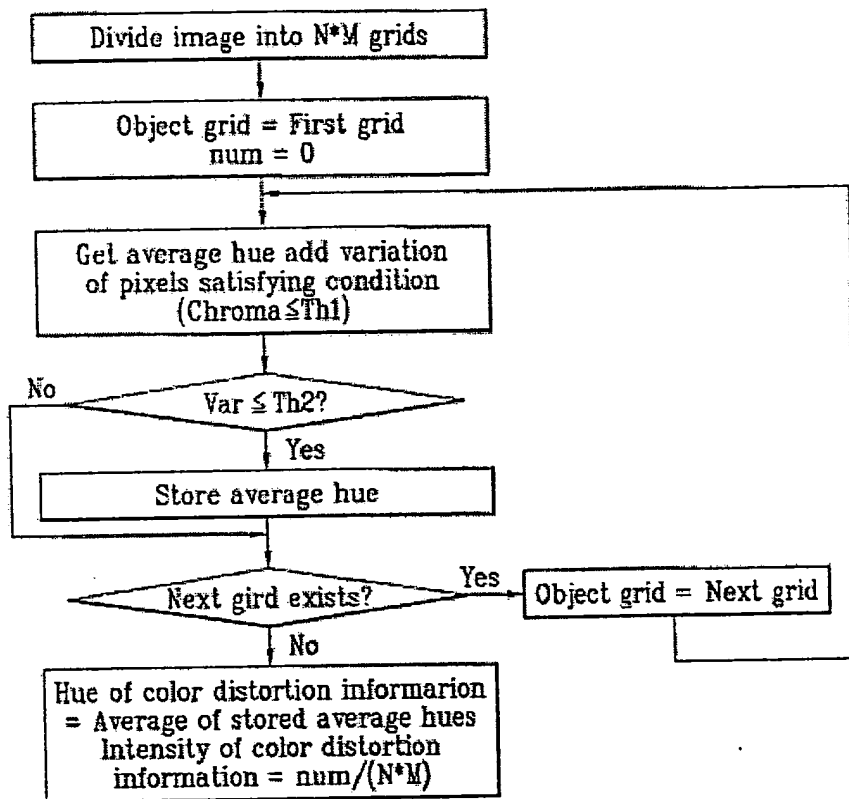 Divide image into N*M grids
Object grid = First grid
num = 0
Get average hue add variation
of pixels satisfying condition
(Chroma≦Th1)
No
Var ≦ Th2?
Yes
Store average hue
Next gird exists?
Yes
Object grid = Next grid
No
Hue of color distortion informarion
= Average of stored average hues
Intensity of color distortion
information = num/(N*M)